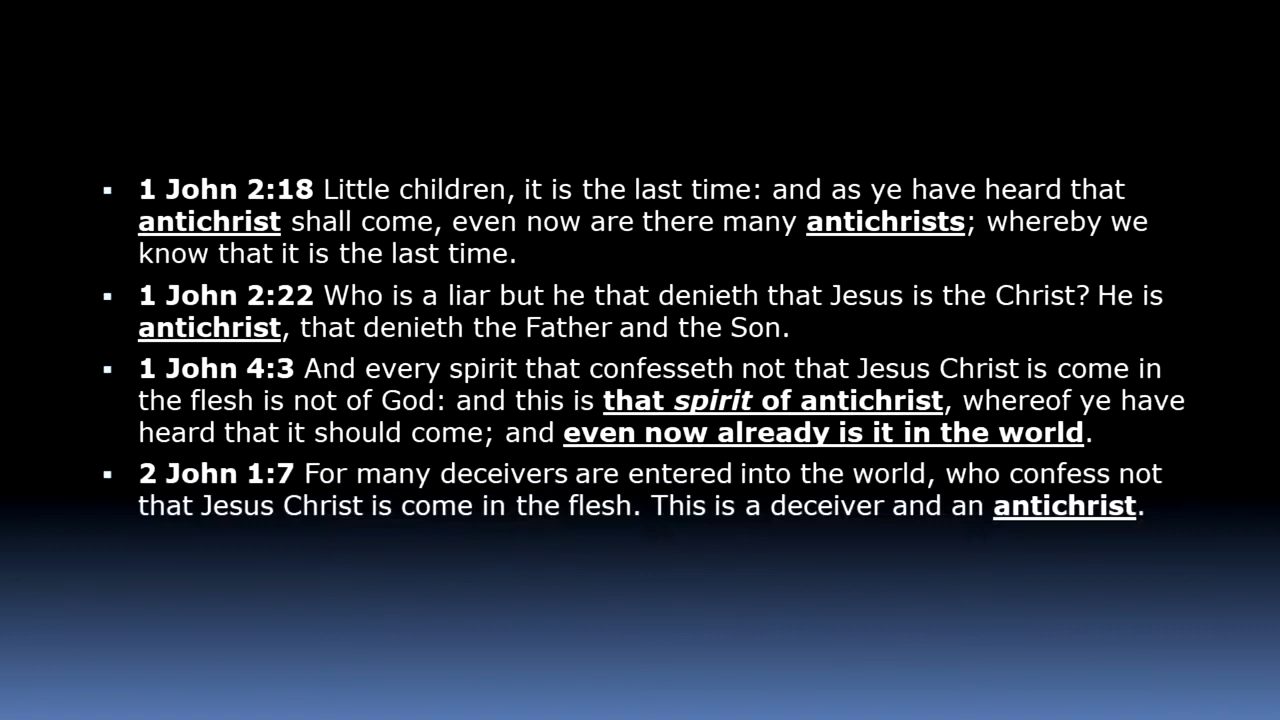 ▪ 1 John 2:18 Little children, it is the last time: and as ye have heard that
antichrist shall come, even now are there many antichrists; whereby we
know that it is the last time.
▪ 1 John 2:22 Who is a liar but he that denieth that Jesus is the Christ? He is
antichrist, that denieth the Father and the Son.
▪ 1 John 4:3 And every spirit that confesseth not that Jesus Christ is come in
the flesh is not of God: and this is that spirit of antichrist, whereof ye have
heard that it should come; and even now already is it in the world.
▪ 2 John 1:7 For many deceivers are entered into the world, who confess not
that Jesus Christ is come in the flesh. This is a deceiver and an antichrist.